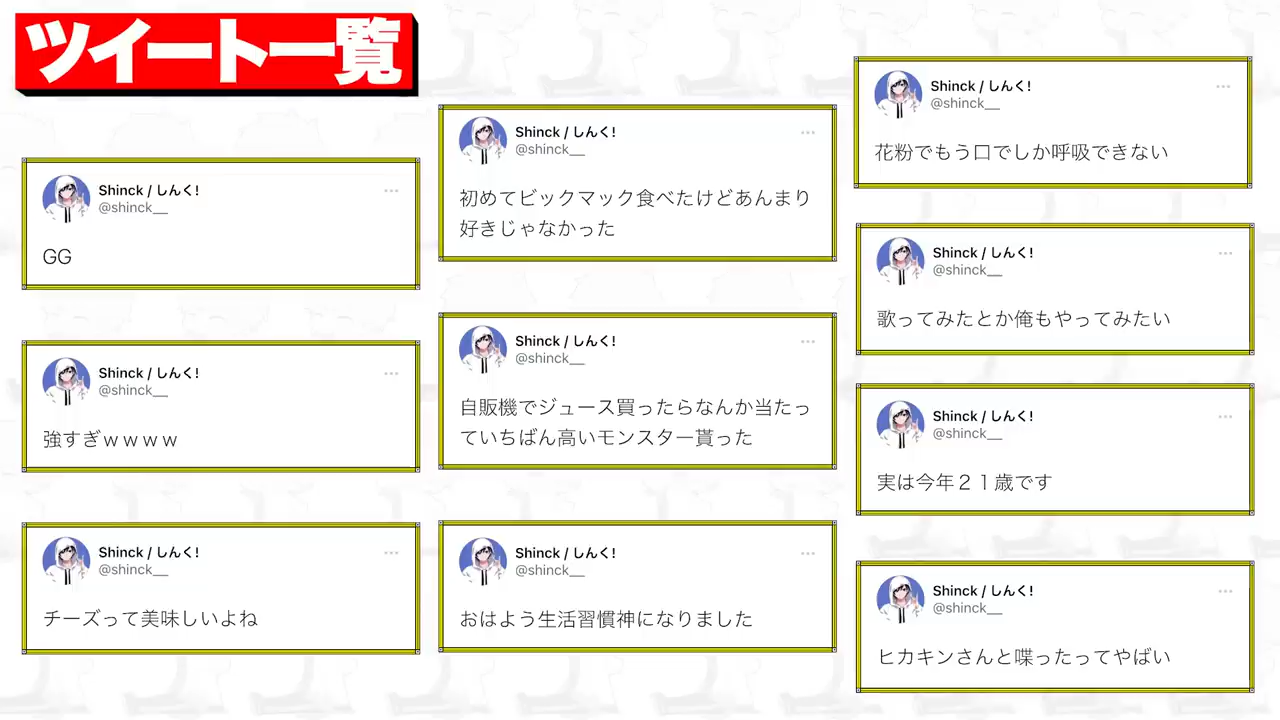 ツイート一覧
Shinck / しんく!
@shinck__
GG
Shinck / しんく!
@shinck__
強すぎｗｗｗｗ
Shinck / しんく!
@shinck__
チーズって美味しいよね
Shinck / しんく!
@shinck__
初めてビックマック食べたけどあんまり
好きじゃなかった
Shinck / しんく!
@shinck__
自販機でジュース買ったらなんか当たっ
ていちばん高いモンスター貰った
Shinck / しんく!
@shinck__
おはよう生活習慣神になりました
Shinck / しんく!
@shinck__
花粉でもう口でしか呼吸できない
Shinck / しんく!
@shinck__
歌ってみたとか俺もやってみたい
Shinck / しんく!
@shinck__
実は今年２１歳です
Shinck / しんく!
@shinck__
ヒカキンさんと喋ったってやばい